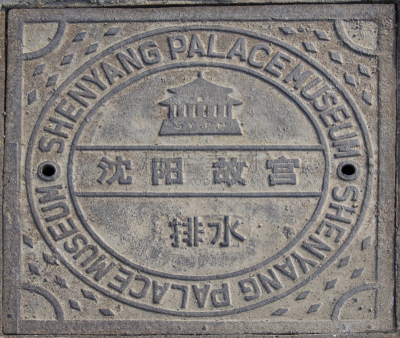 SHENYANG PALACE MUSEUM
沈阳故宫
排水
SHENYANG PALACE MUSEUM